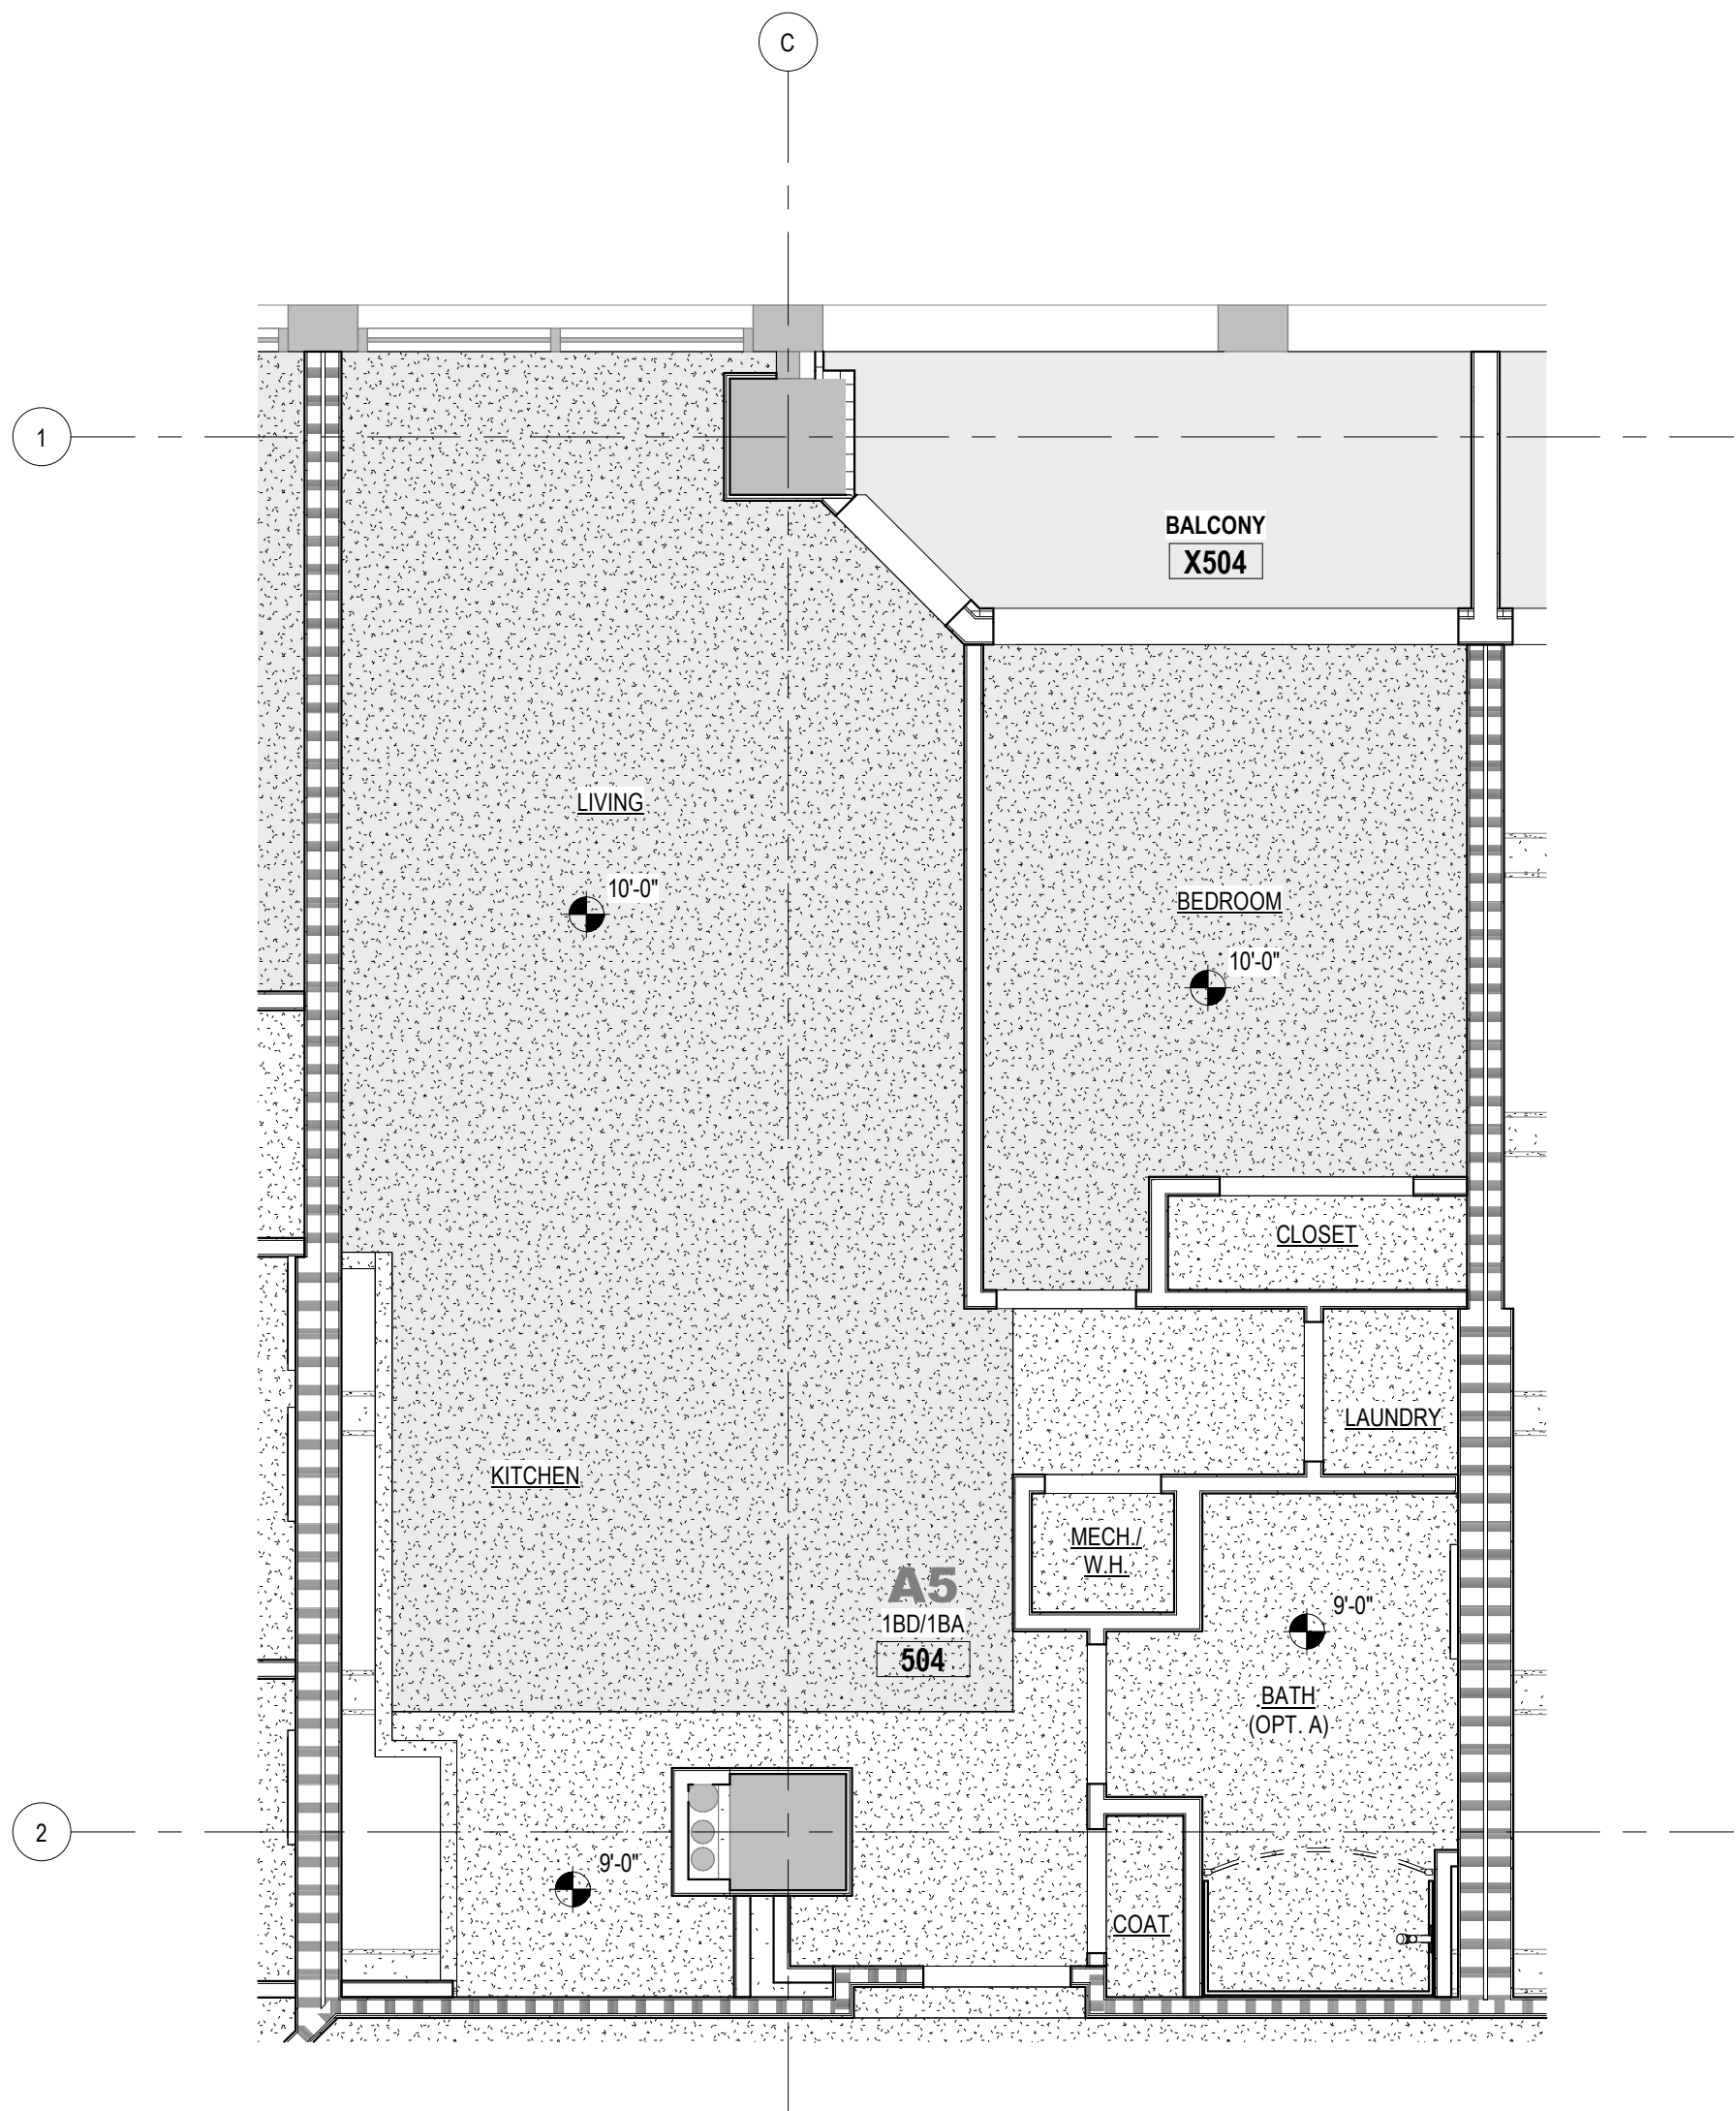 C
1
BALCONY
X504
LIVING
10'-0"
BEDROOM
10'-0"
CLOSET
LAUNDRY
KITCHEN
MECH./
W.H.
A5
1BD/1BA
504
9'-0"
BATH
(OPT. A)
2
9'-0"
COAT